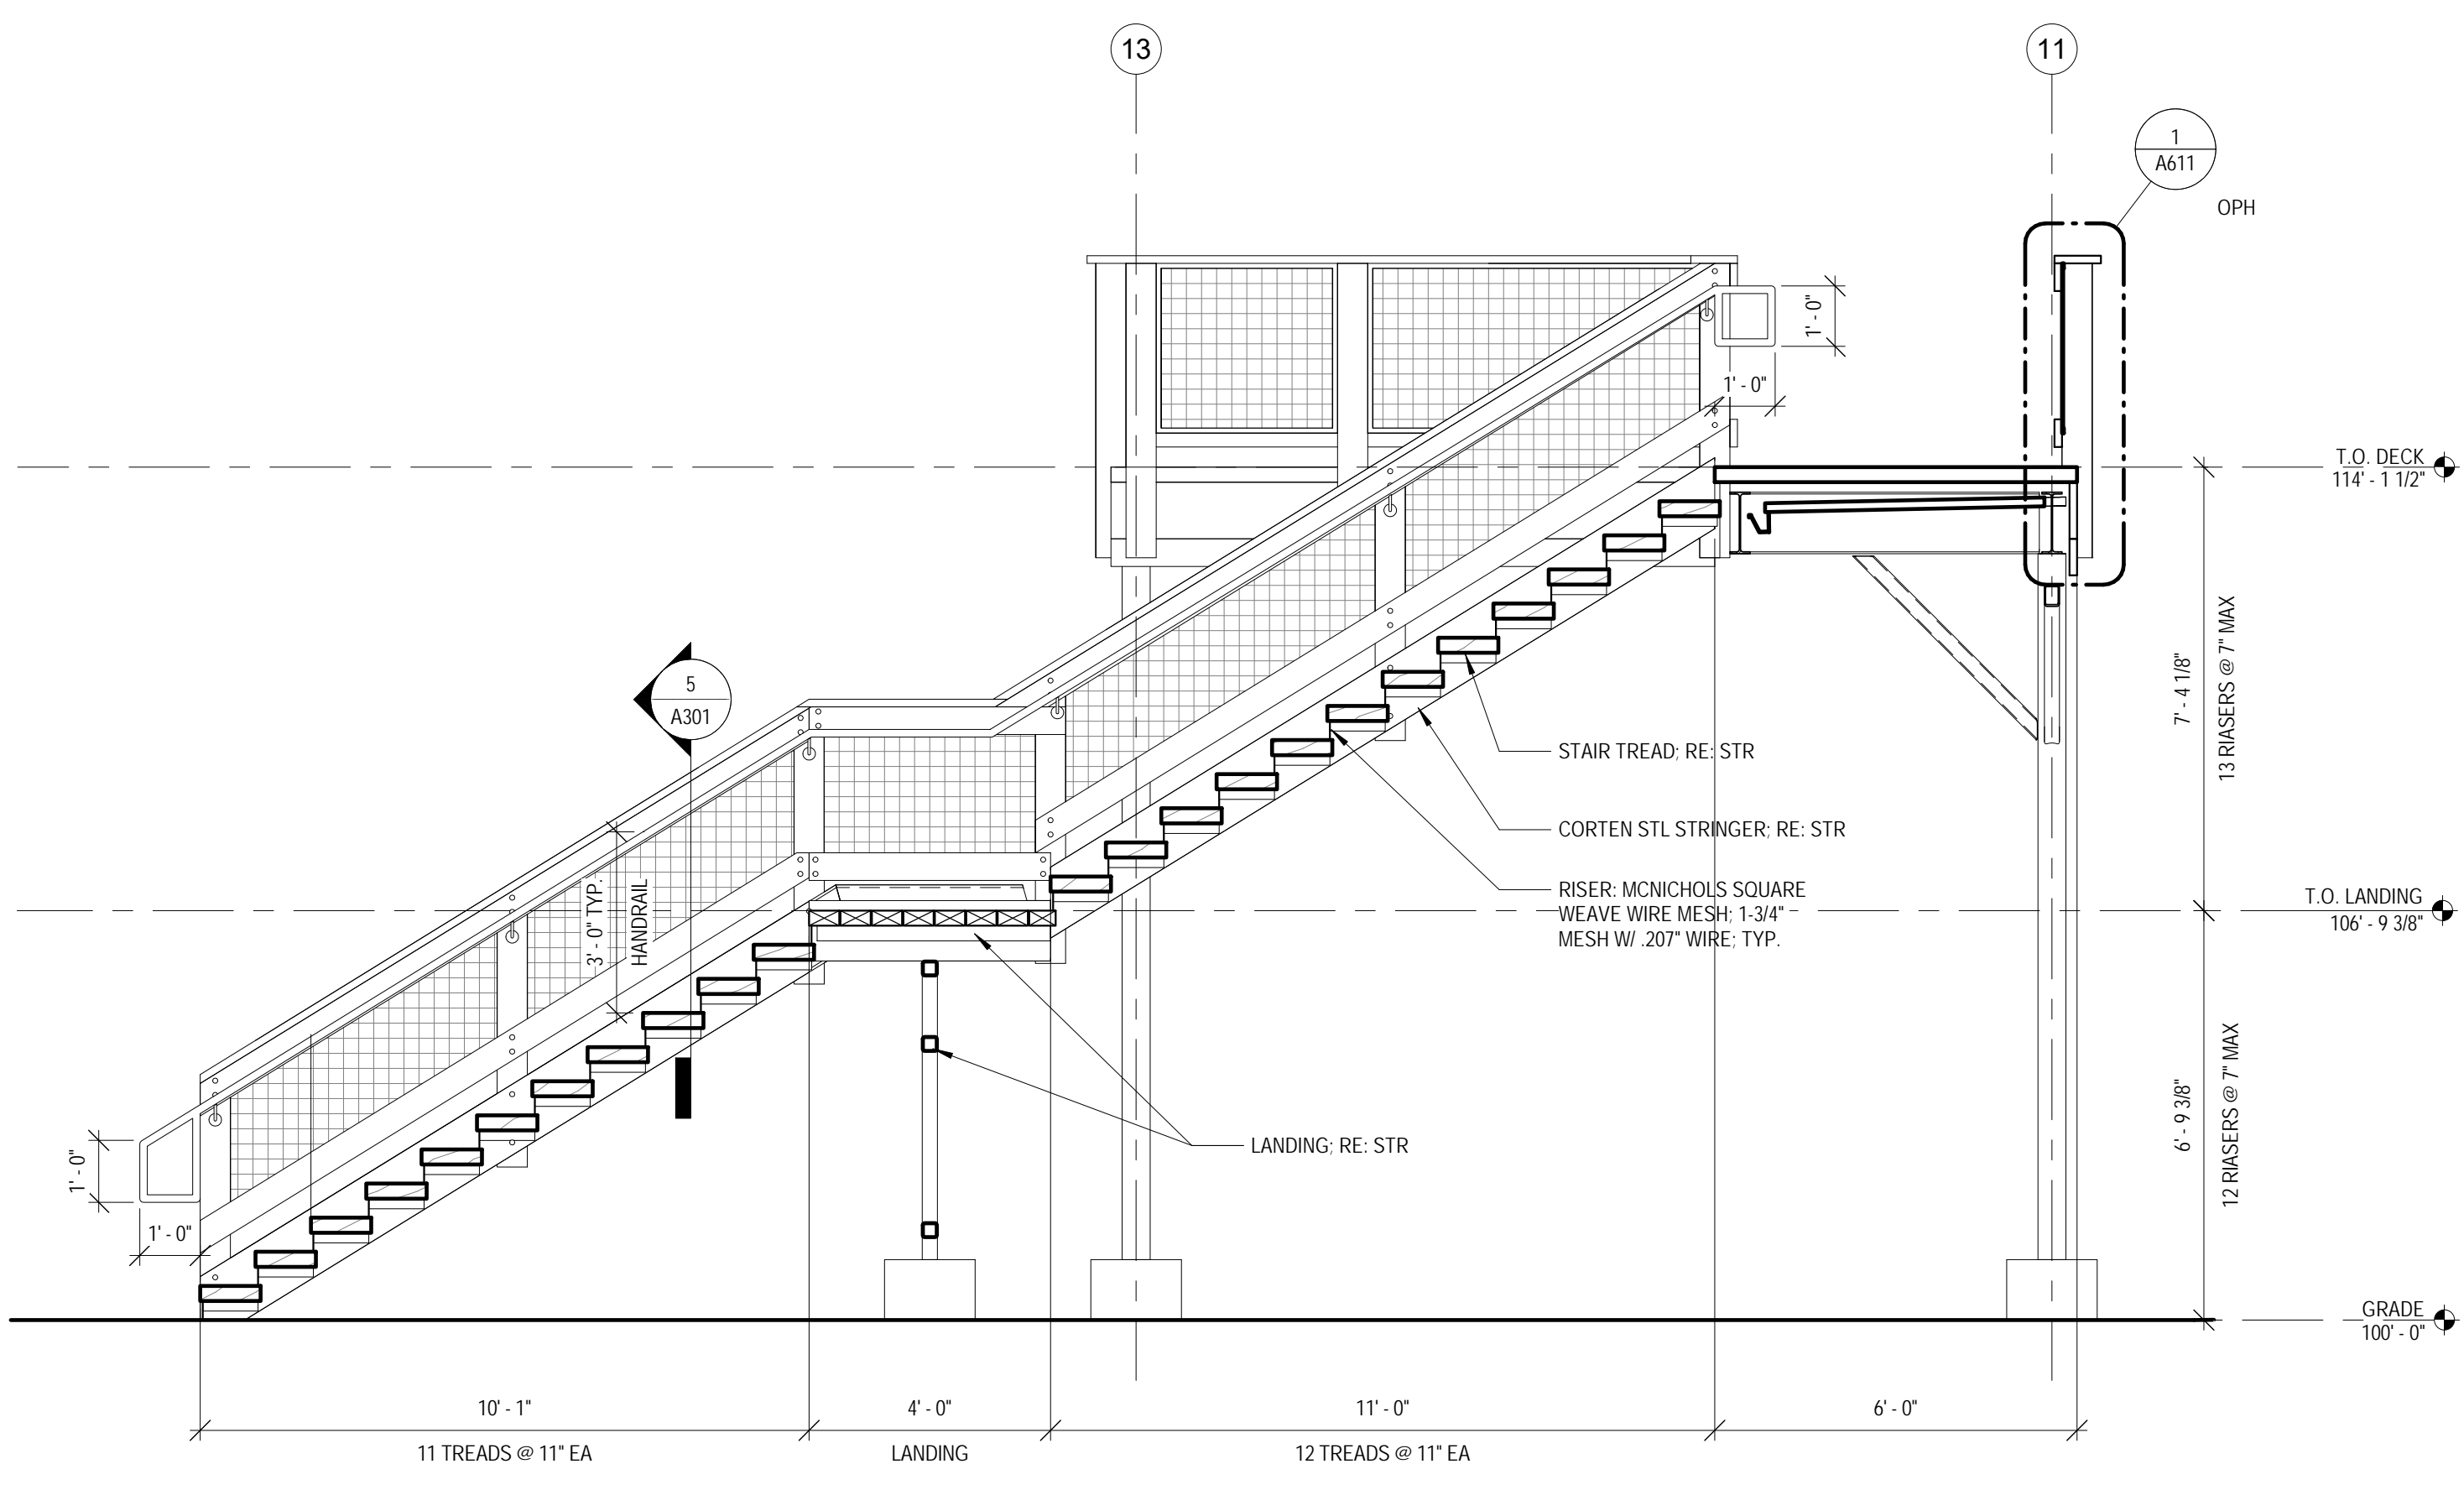 13
11
1
A611
OPH
1' - 0"
1' - 0"
T.O. DECK
114' - 1 1/2"
7' - 4 1/8"
13 RIASERS @ 7" MAX
5
A301
STAIR TREAD; RE: STR
CORTEN STL STRINGER; RE: STR
RISER: MCNICHOLS SQUARE
WEAVE WIRE MESH; 1-3/4"
MESH W/ .207" WIRE; TYP.
3' - 0" TYP.
HANDRAIL
T.O. LANDING
106' - 9 3/8"
6' - 9 3/8"
12 RIASERS @ 7" MAX
LANDING; RE: STR
1' - 0"
1' - 0"
GRADE
100' - 0"
10' - 1"
11 TREADS @ 11" EA
4' - 0"
LANDING
11' - 0"
12 TREADS @ 11" EA
6' - 0"